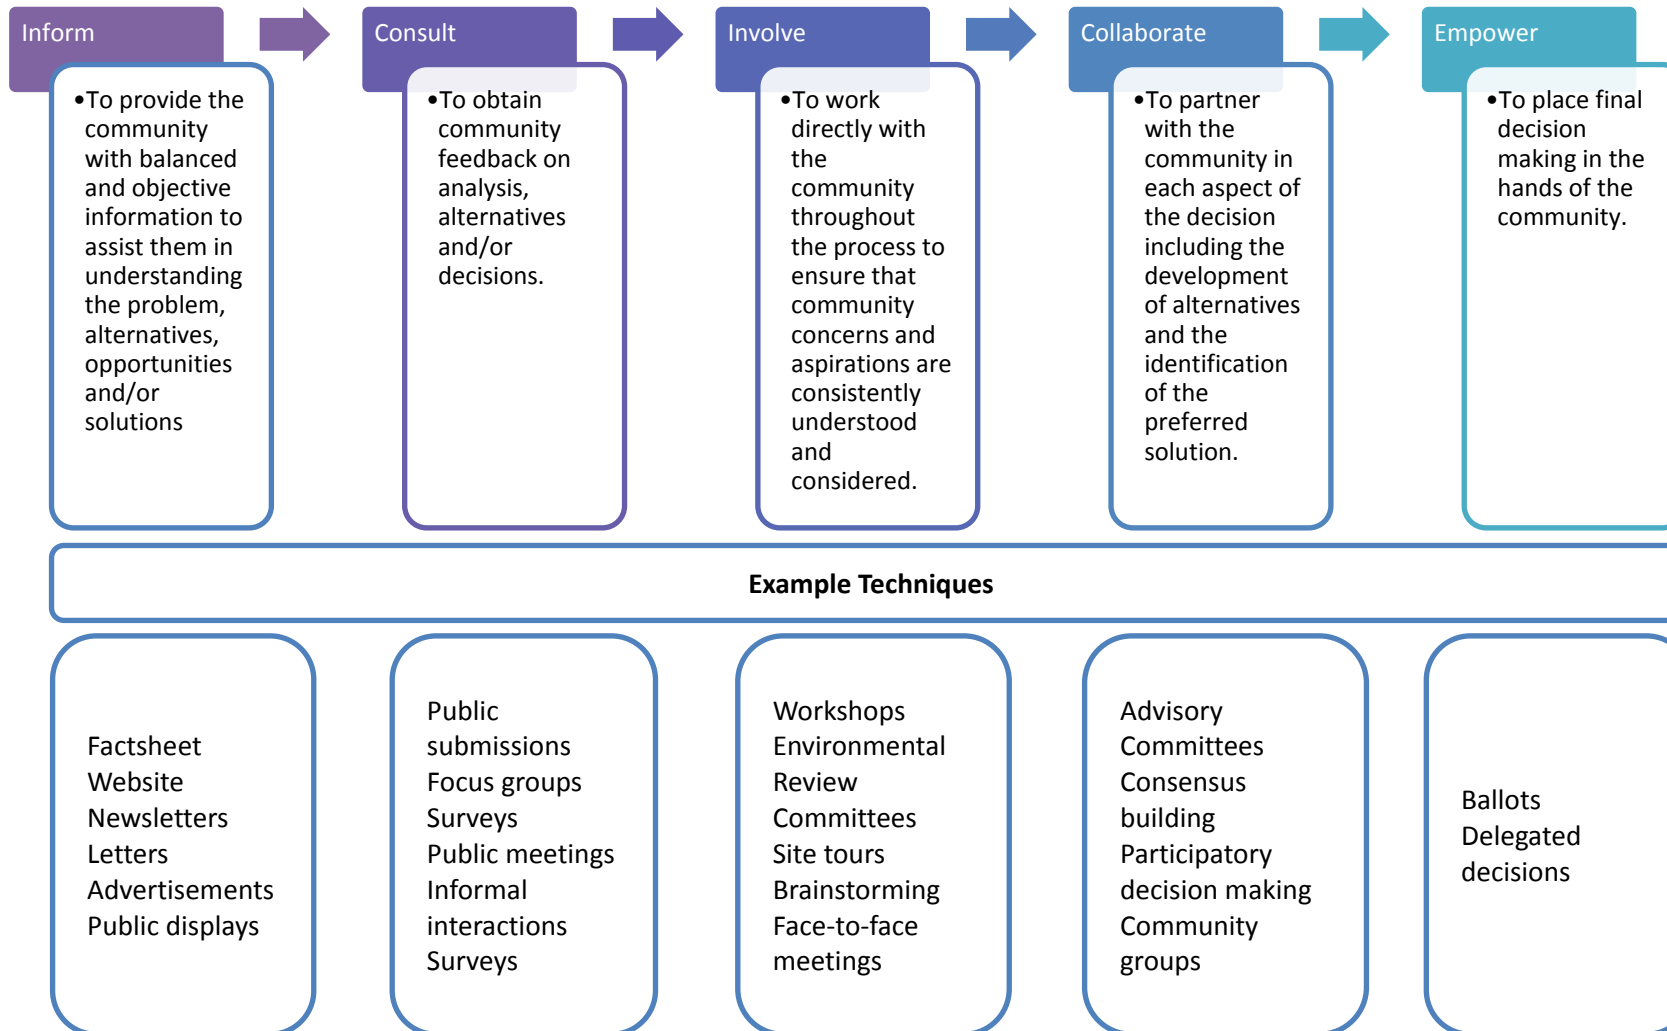 Inform
•To provide the
community
with balanced
and objective
information to
assist them in
understanding
the problem,
alternatives,
opportunities
and/or
solutions
Consult
•To obtain
community
feedback on
analysis,
alternatives
and/or
decisions.
Involve
•To work
directly with
the
community
throughout
the process to
ensure that
community
concerns and
aspirations are
consistently
understood
and
considered.
Collaborate
•To partner
with the
community in
each aspect of
the decision
including the
development
of alternatives
and the
identification
of the
preferred
solution.
Empower
•To place final
decision
making in the
hands of the
community.
Example Techniques
Factsheet
Website
Newsletters
Letters
Advertisements
Public displays
Public
submissions
Focus groups
Surveys
Public meetings
Informal
interactions
Surveys
Workshops
Environmental
Review
Committees
Site tours
Brainstorming
Face-to-face
meetings
Advisory
Committees
Consensus
building
Participatory
decision making
Community
groups
Ballots
Delegated
decisions